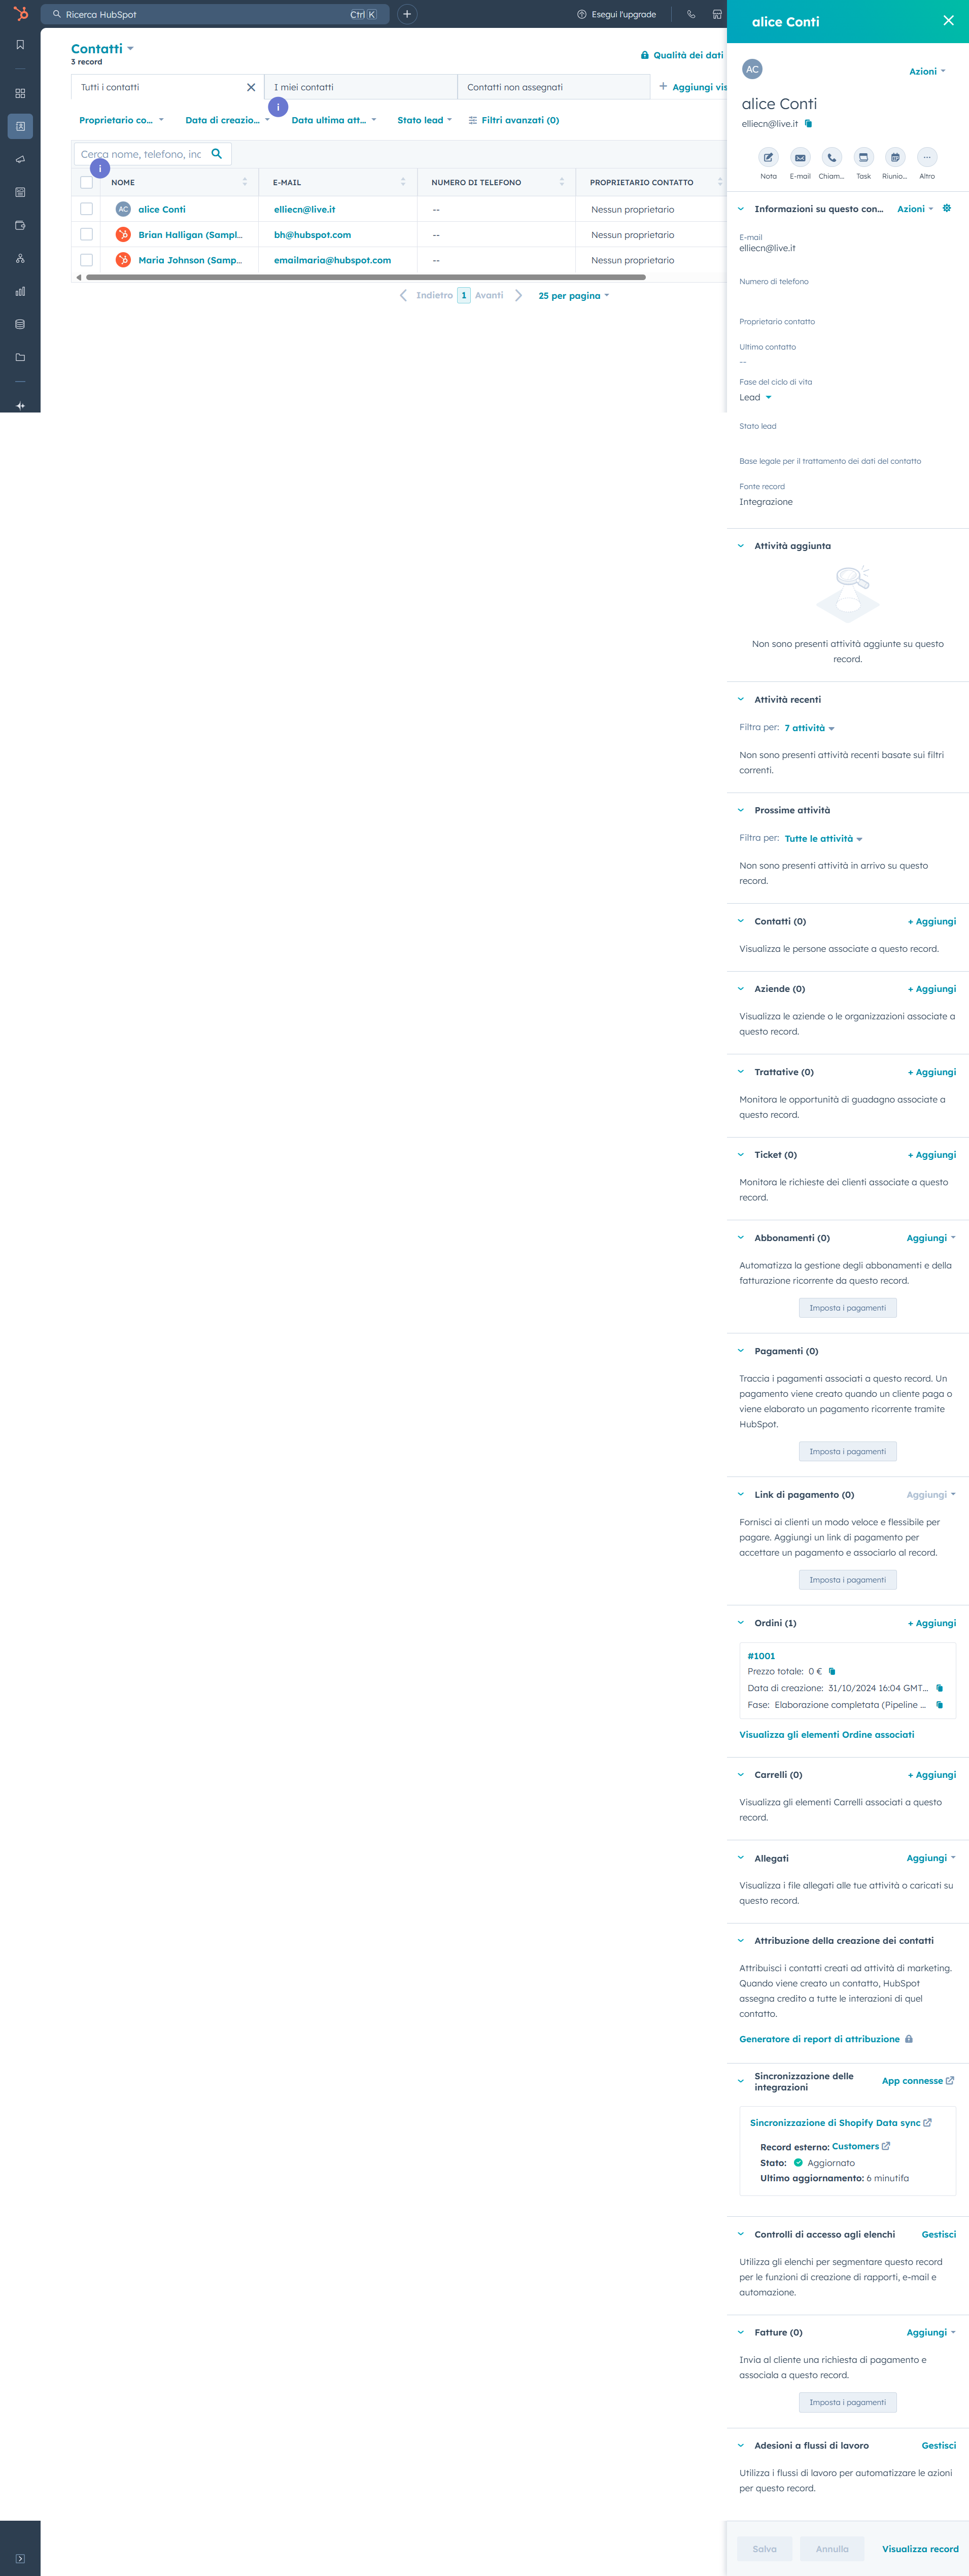 Ricerca HubSpot
Ctrl K
Esegui l'upgrade
Contatti
3 record
Qualità dei dati
Tutti i contatti
I miei contatti
Contatti non assegnati
Aggiungi vis
i
Proprietario co...
Data di creazio...
Data ultima att...
Stato lead
Filtri avanzati (0)
Cerca nome, telefono, inc
i
NOME
E-MAIL
NUMERO DI TELEFONO
PROPRIETARIO CONTATTO
AC alice Conti
elliecn@live.it
--
Nessun proprietario
Brian Halligan (Sampl...
bh@hubspot.com
--
Nessun proprietario
Maria Johnson (Samp...
emailmaria@hubspot.com
--
Nessun proprietario
Indietro 1 Avanti
25 per pagina
alice Conti
AC
Azioni
alice Conti
elliecn@live.it
Nota
E-mail
Chiam...
Task
Riunio...
Altro
Informazioni su questo con...
Azioni
E-mail
elliecn@live.it
Numero di telefono
Proprietario contatto
Ultimo contatto
--
Fase del ciclo di vita
Lead
Stato lead
Base legale per il trattamento dei dati del contatto
Fonte record
Integrazione
Attività aggiunta
Non sono presenti attività aggiunte su questo
record.
Attività recenti
Filtra per: 7 attività
Non sono presenti attività recenti basate sui filtri
correnti.
Prossime attività
Filtra per: Tutte le attività
Non sono presenti attività in arrivo su questo
record.
Contatti (0)
+ Aggiungi
Visualizza le persone associate a questo record.
Aziende (0)
+ Aggiungi
Visualizza le aziende o le organizzazioni associate a
questo record.
Trattative (0)
+ Aggiungi
Monitora le opportunità di guadagno associate a
questo record.
Ticket (0)
+ Aggiungi
Monitora le richieste dei clienti associate a questo
record.
Abbonamenti (0)
Aggiungi
Automatizza la gestione degli abbonamenti e della
fatturazione ricorrente da questo record.
Imposta i pagamenti
Pagamenti (0)
Traccia i pagamenti associati a questo record. Un
pagamento viene creato quando un cliente paga o
viene elaborato un pagamento ricorrente tramite
HubSpot.
Imposta i pagamenti
Link di pagamento (0)
Aggiungi
Fornisci ai clienti un modo veloce e flessibile per
pagare. Aggiungi un link di pagamento per
accettare un pagamento e associarlo al record.
Imposta i pagamenti
Ordini (1)
+ Aggiungi
#1001
Prezzo totale: 0 €
Data di creazione: 31/10/2024 16:04 GMT...
Fase: Elaborazione completata (Pipeline ...
Visualizza gli elementi Ordine associati
Carrelli (0)
+ Aggiungi
Visualizza gli elementi Carrelli associati a questo
record.
Allegati
Aggiungi
Visualizza i file allegati alle tue attività o caricati su
questo record.
Attribuzione della creazione dei contatti
Attribuisci i contatti creati ad attività di marketing.
Quando viene creato un contatto, HubSpot
assegna credito a tutte le interazioni di quel
contatto.
Generatore di report di attribuzione
Sincronizzazione delle
integrazioni
App connesse
Sincronizzazione di Shopify Data sync
Record esterno: Customers
Stato: Aggiornato
Ultimo aggiornamento: 6 minutifa
Controlli di accesso agli elenchi
Gestisci
Utilizza gli elenchi per segmentare questo record
per le funzioni di creazione di rapporti, e-mail e
automazione.
Fatture (0)
Aggiungi
Invia al cliente una richiesta di pagamento e
associala a questo record.
Imposta i pagamenti
Adesioni a flussi di lavoro
Gestisci
Utilizza i flussi di lavoro per automatizzare le azioni
per questo record.
Salva
Annulla
Visualizza record